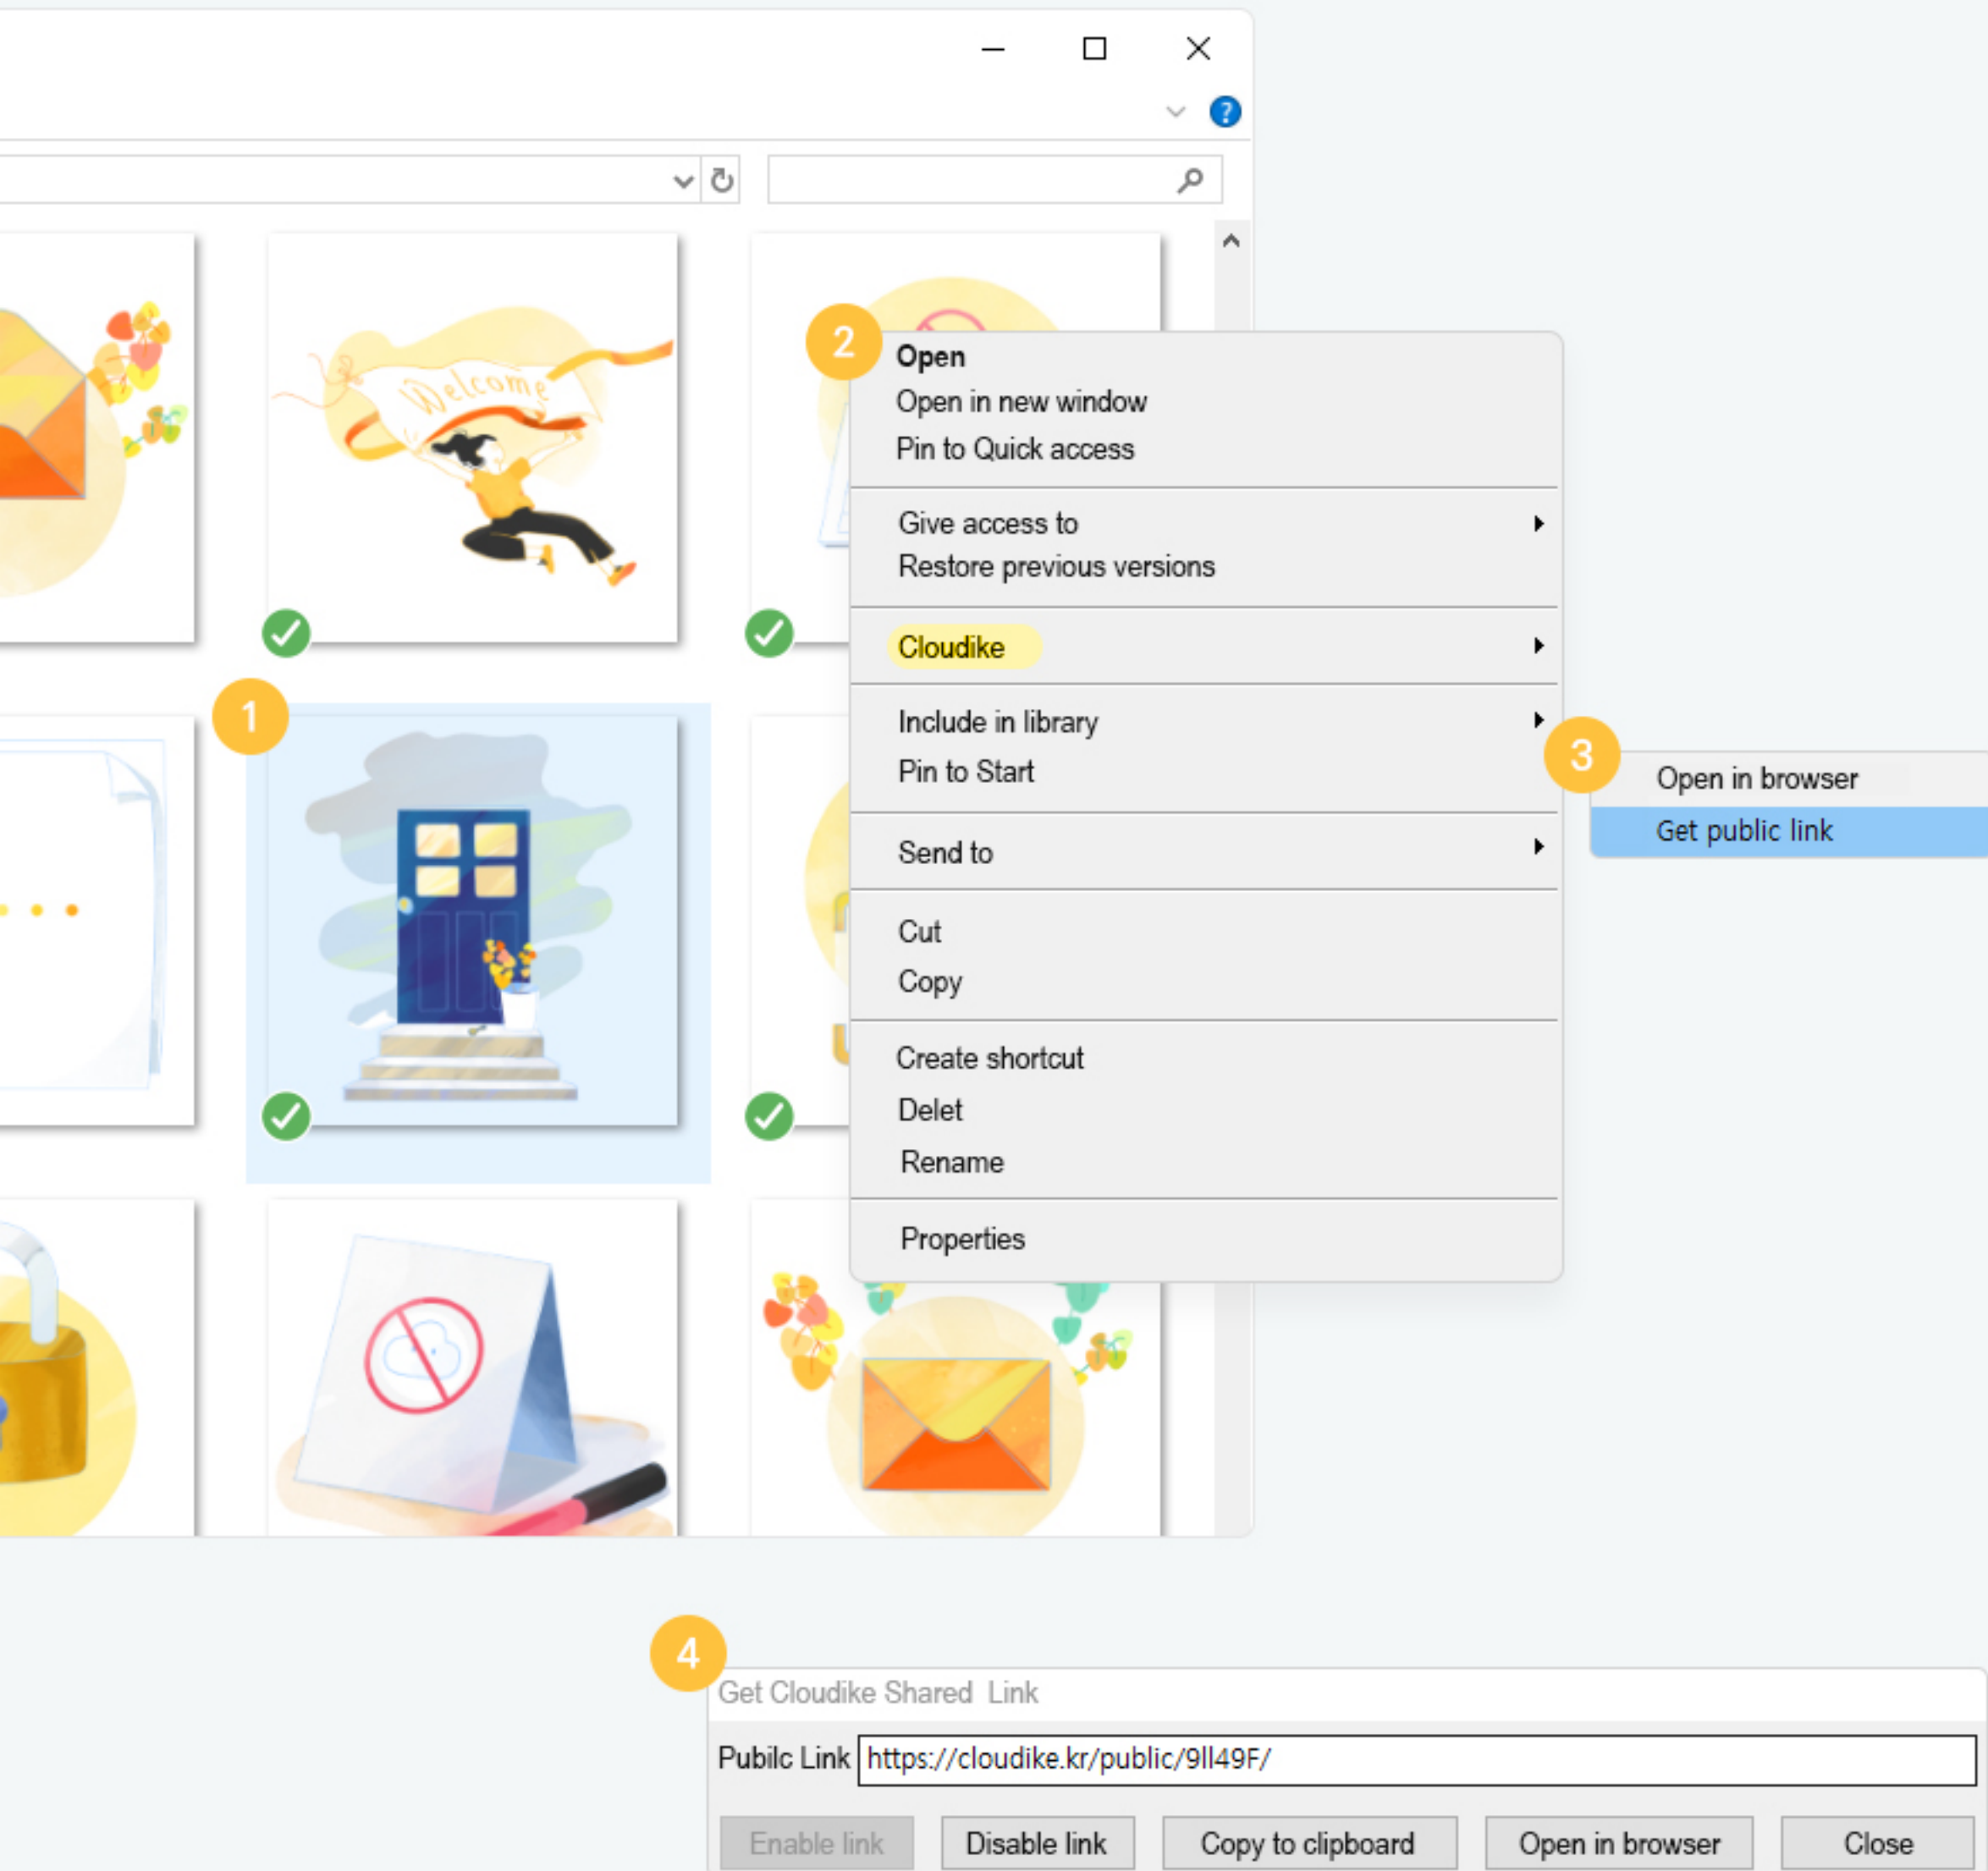 Welcome
2
Open
Open in new window
Pin to Quick access
Give access to
Restore previous versions
Cloudike
1
Include in library
Pin to Start
3
Open in browser
Get public link
Send to
Cut
Copy
Create shortcut
Delet
Rename
Properties
4
Get Cloudike Shared Link
Pubilc Link https://cloudike.kr/public/9ll49F/
Enable link Disable link Copy to clipboard Open in browser Close